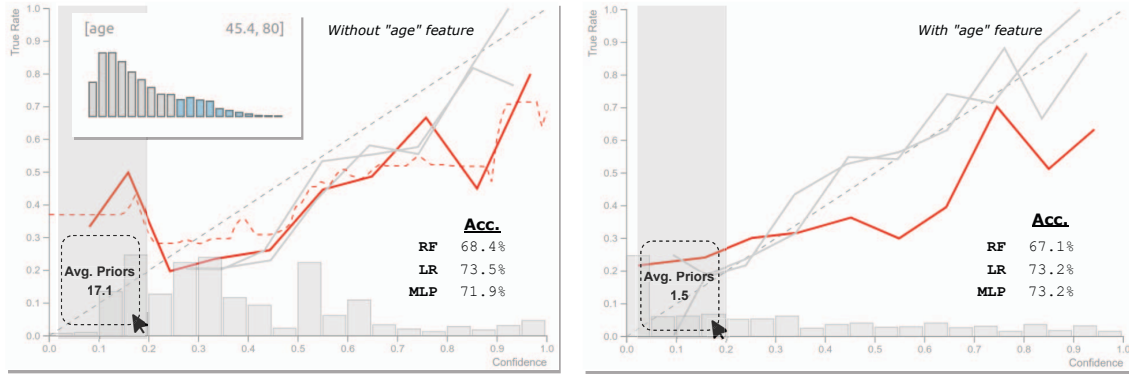 True Rate
1.0
0.9
0.8
0.7
0.6
0.5
0.4
0.3
0.2
0.1
0.0
[age 45.4, 80]
Without "age" feature
Acc.
RF 68.4%
LR 73.5%
MLP 71.9%
Avg. Priors
17.1
0.0 0.1 0.2 0.3 0.4 0.5 0.6 0.7 0.8 0.9 1.0
Confidence
True Rate
1.0
0.9
0.8
0.7
0.6
0.5
0.4
0.3
0.2
0.1
0.0
With "age" feature
Acc.
RF 67.1%
LR 73.2%
MLP 73.2%
Avg. Priors
1.5
0.0 0.1 0.2 0.3 0.4 0.5 0.6 0.7 0.8 0.9 1.0
Confidence